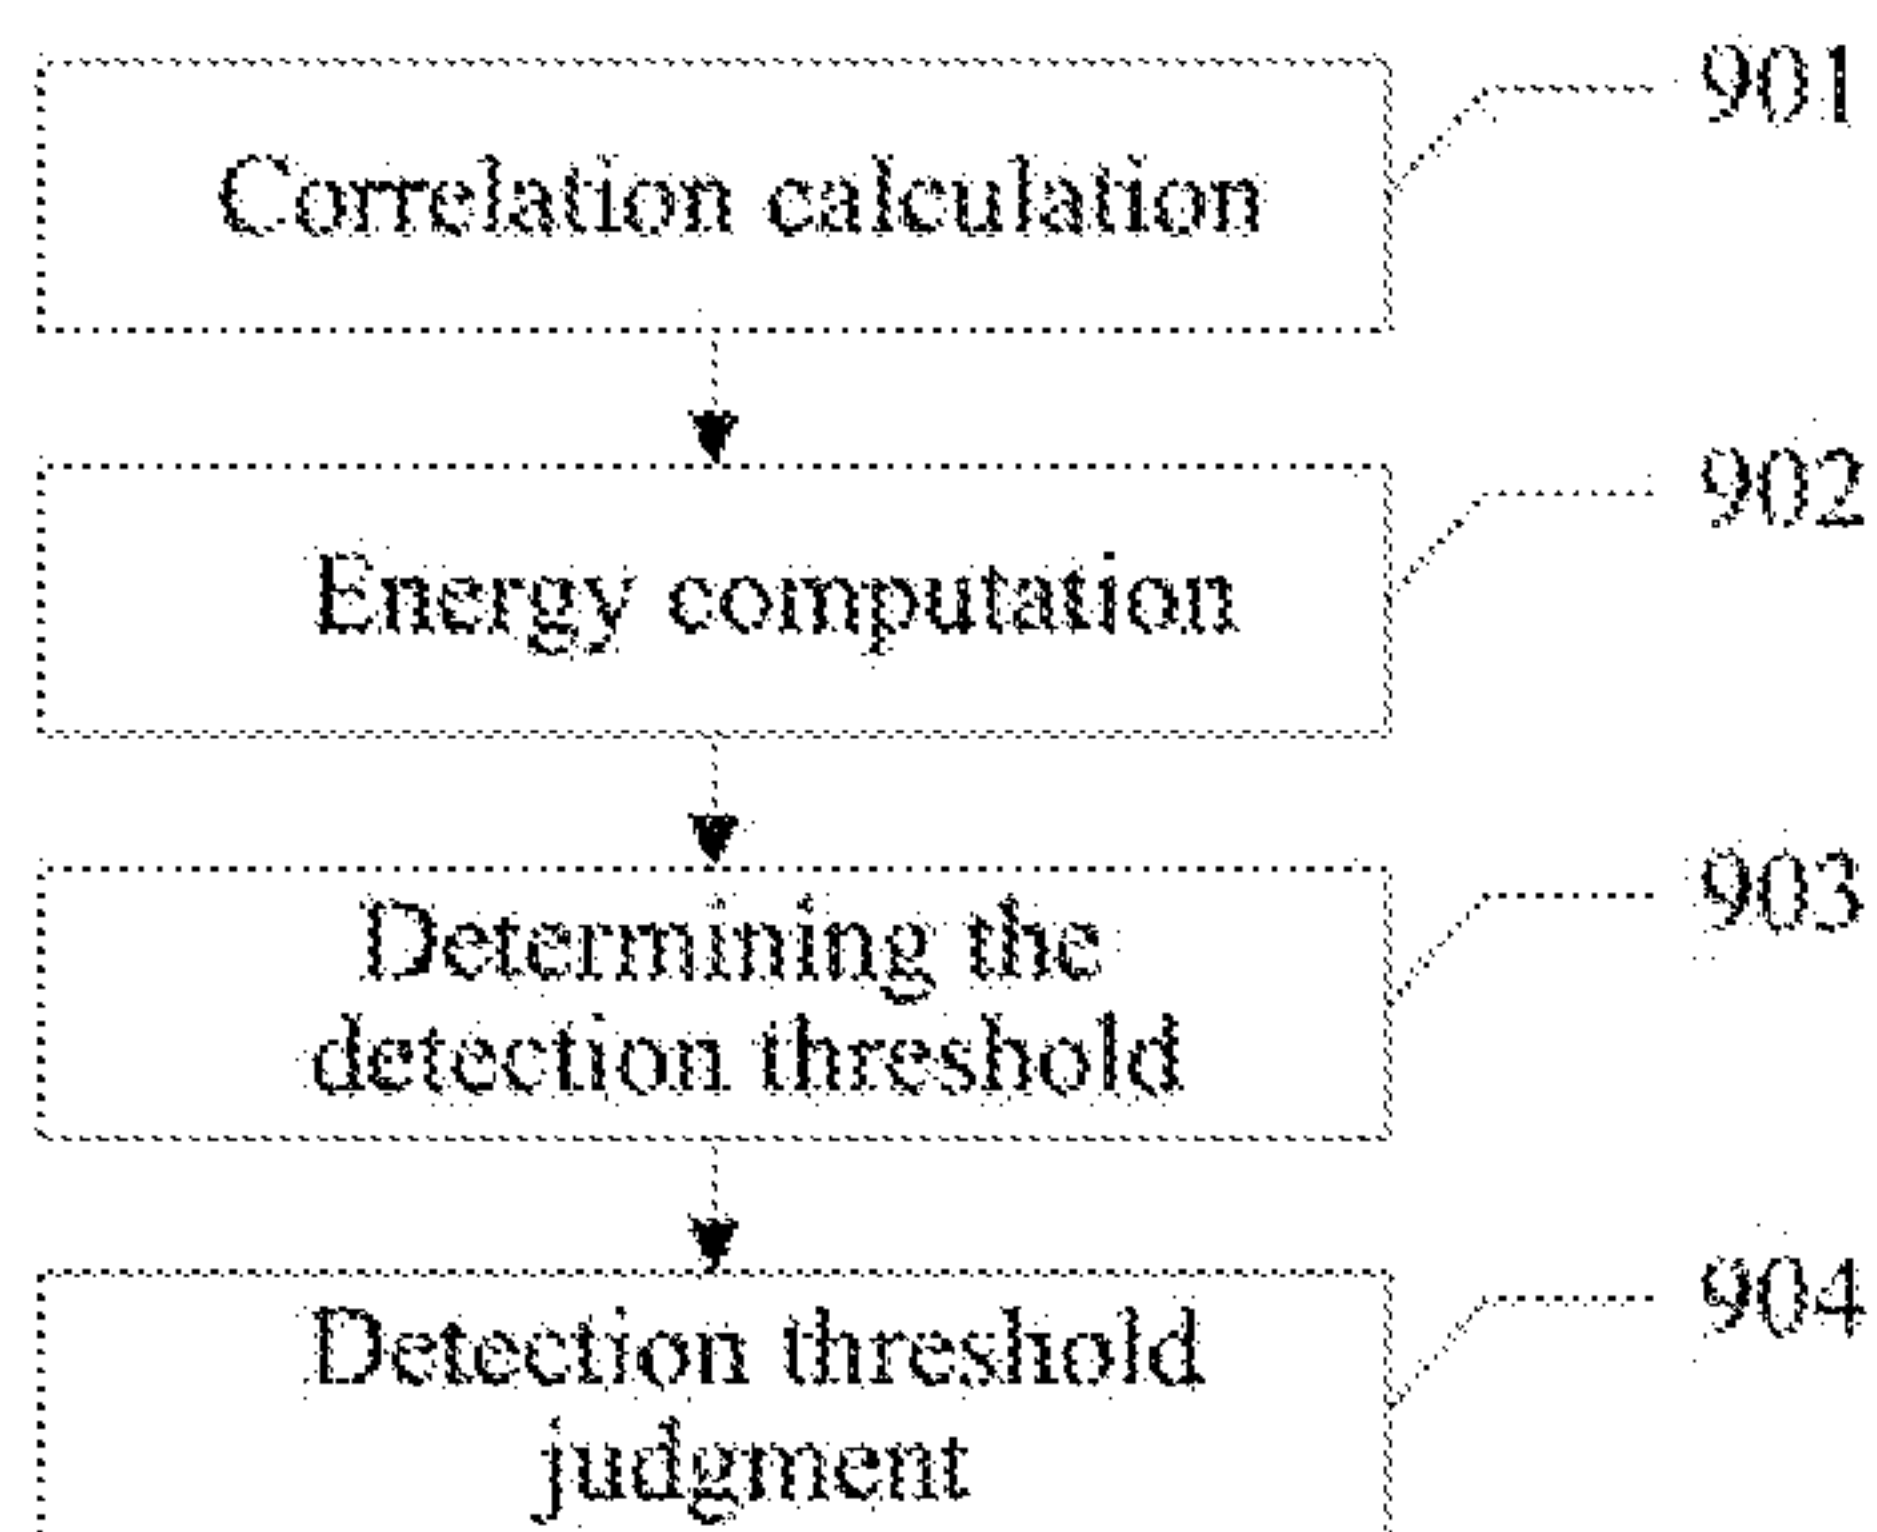 901
Correlation calculation
902
Energy computation
903
Determining the
detection threshold
904
Detection threshold
judgment